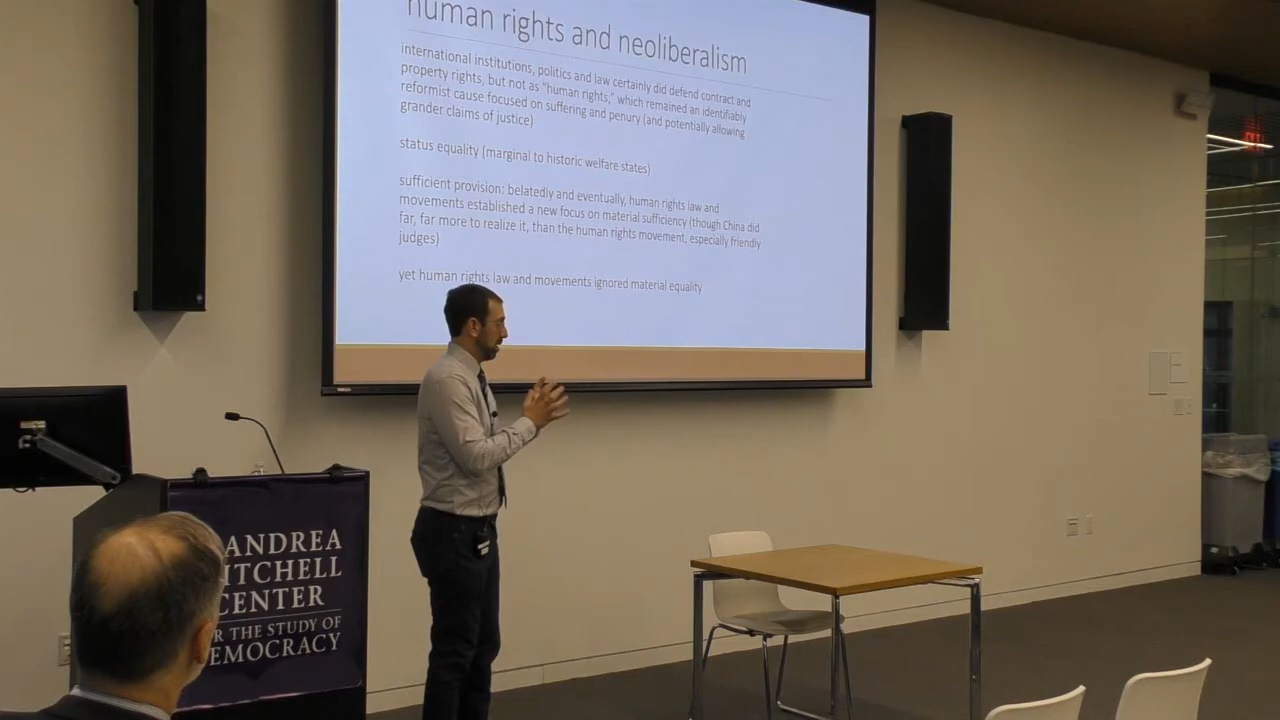 human rights and neoliberalism
international institutions, politics and law certainly did defend contract and
property rights, but not as "human rights," which remained an identifiably
reformist cause focused on suffering and penury (and potentially allowing
grander claims of justice)
status equality (marginal to historic welfare states)
sufficient provision: belatedly and eventually, human rights law and
movements established a new focus on material sufficiency (though China did
far, far more to realize it, than the human rights movement, especially friendly
judges)
yet human rights law and movements ignored material equality
ANDREA
ITCHELL
CENTER
R THE STUDY OF
EMOCRACY
EXIT